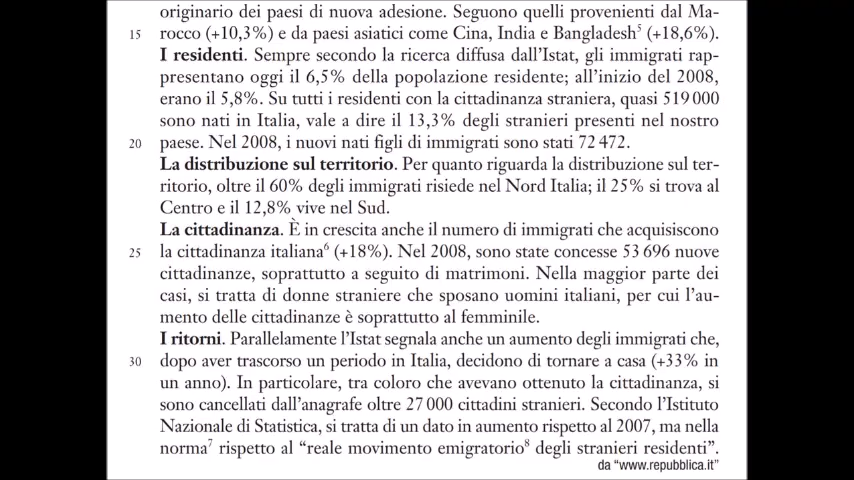 originario dei paesi di nuova adesione. Seguono quelli provenienti dal Ma-
15 rocco (+10,3%) e da paesi asiatici come Cina, India e Bangladesh⁵ (+18,6%).
I residenti. Sempre secondo la ricerca diffusa dall'Istat, gli immigrati rap-
presentano oggi il 6,5% della popolazione residente; all'inizio del 2008,
erano il 5,8%. Su tutti i residenti con la cittadinanza straniera, quasi 519 000
sono nati in Italia, vale a dire il 13,3% degli stranieri presenti nel nostro
20 paese. Nel 2008, i nuovi nati figli di immigrati sono stati 72 472.
La distribuzione sul territorio. Per quanto riguarda la distribuzione sul ter-
ritorio, oltre il 60% degli immigrati risiede nel Nord Italia; il 25% si trova al
Centro e il 12,8% vive nel Sud.
La cittadinanza. È in crescita anche il numero di immigrati che acquisiscono
25 la cittadinanza italiana⁶ (+18%). Nel 2008, sono state concesse 53 696 nuove
cittadinanze, soprattutto a seguito di matrimoni. Nella maggior parte dei
casi, si tratta di donne straniere che sposano uomini italiani, per cui l'au-
mento delle cittadinanze è soprattutto al femminile.
I ritorni. Parallelamente l'Istat segnala anche un aumento degli immigrati che,
30 dopo aver trascorso un periodo in Italia, decidono di tornare a casa (+33% in
un anno). In particolare, tra coloro che avevano ottenuto la cittadinanza, si
sono cancellati dall'anagrafe oltre 27 000 cittadini stranieri. Secondo l'Istituto
Nazionale di Statistica, si tratta di un dato in aumento rispetto al 2007, ma nella
norma⁷ rispetto al "reale movimento emigratorio⁸ degli stranieri residenti".
da "www.repubblica.it"